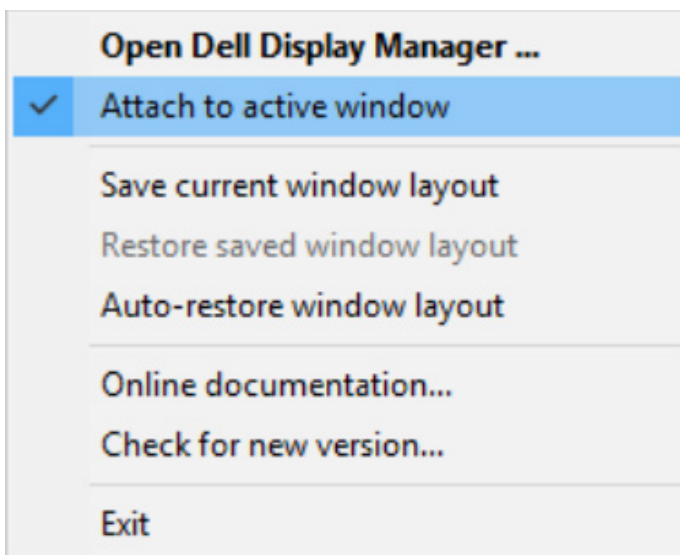 Open Dell Display Manager ...
Attach to active window
Save current window layout
Restore saved window layout
Auto-restore window layout
Online documentation...
Check for new version...
Exit